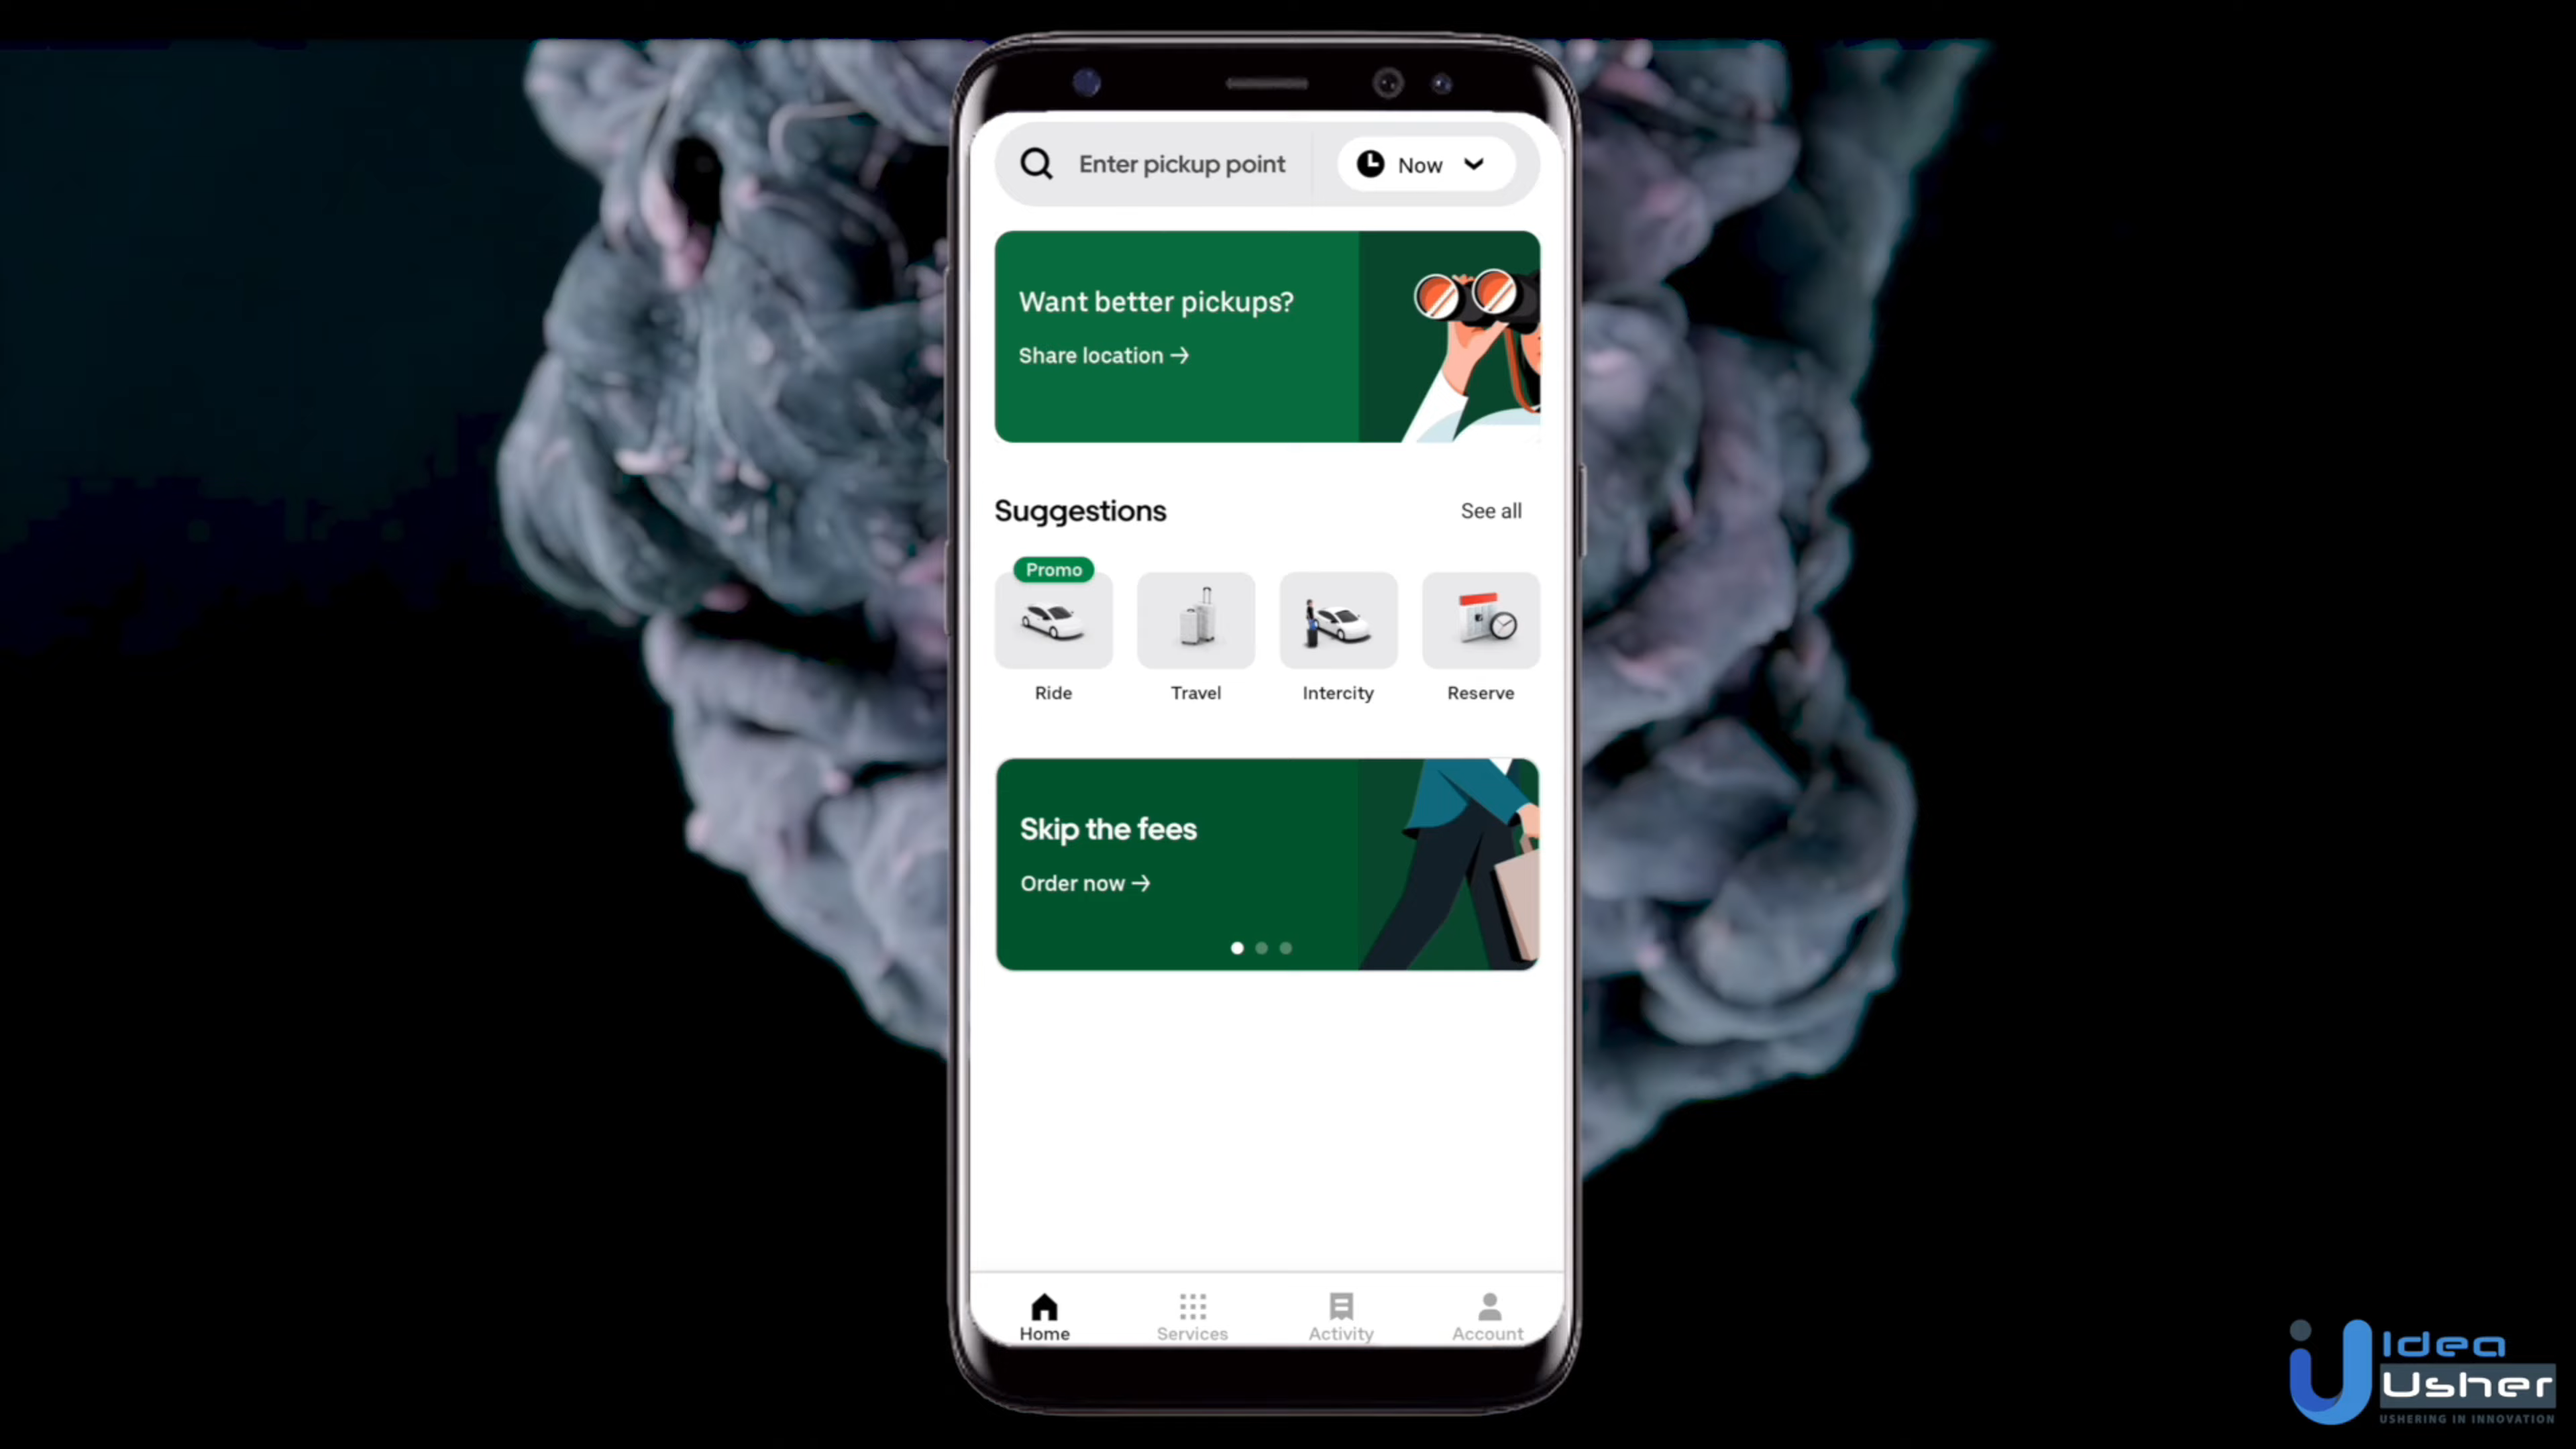 Enter pickup point
Now
Want better pickups?
Share location →
Suggestions
See all
Promo
Ride
Travel
Intercity
Reserve
Skip the fees
Order now →
Home
Services
Activity
Account
Idea
Usher
USHERING IN INNOVATION